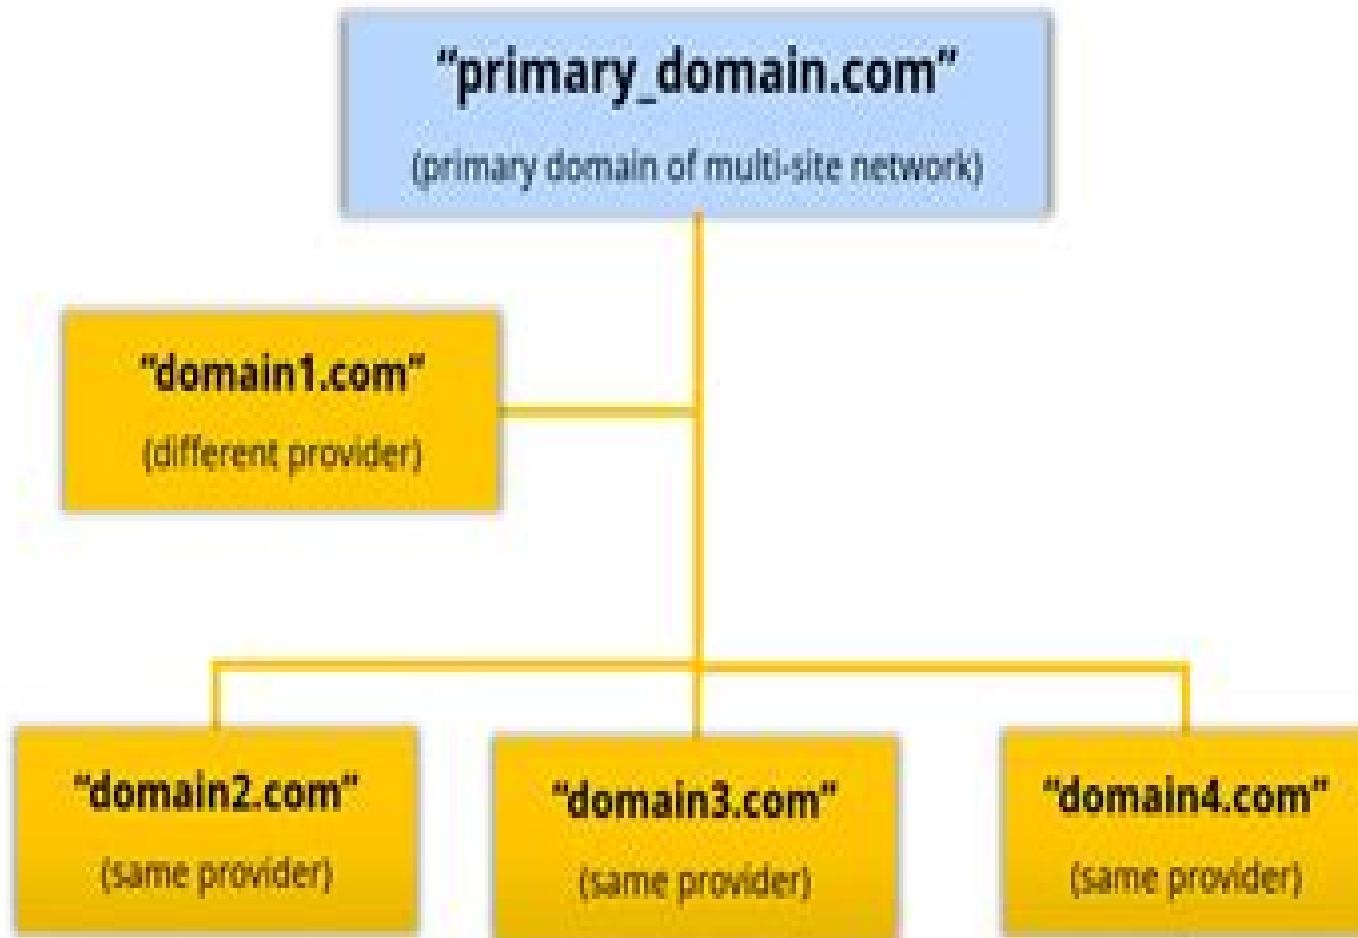 “primary_domain.com”
(primary domain of multi-site network)
“domain1.com”
(different provider)
“domain2.com”
(same provider)
“domain3.com”
(same provider)
“domain4.com”
(same provider)